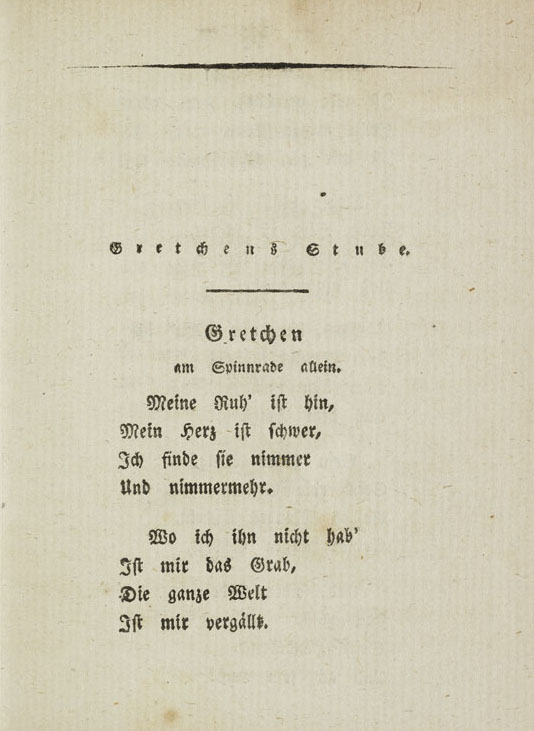 Gretchens Stube.
Gretchen
am Spinnrade allein.
Meine Ruh' ist hin,
Mein Herz ist schwer,
Ich finde sie nimmer
Und nimmermehr.
Wo ich ihn nicht hab'
Ist mir das Grab,
Die ganze Welt
Ist mir vergällt.